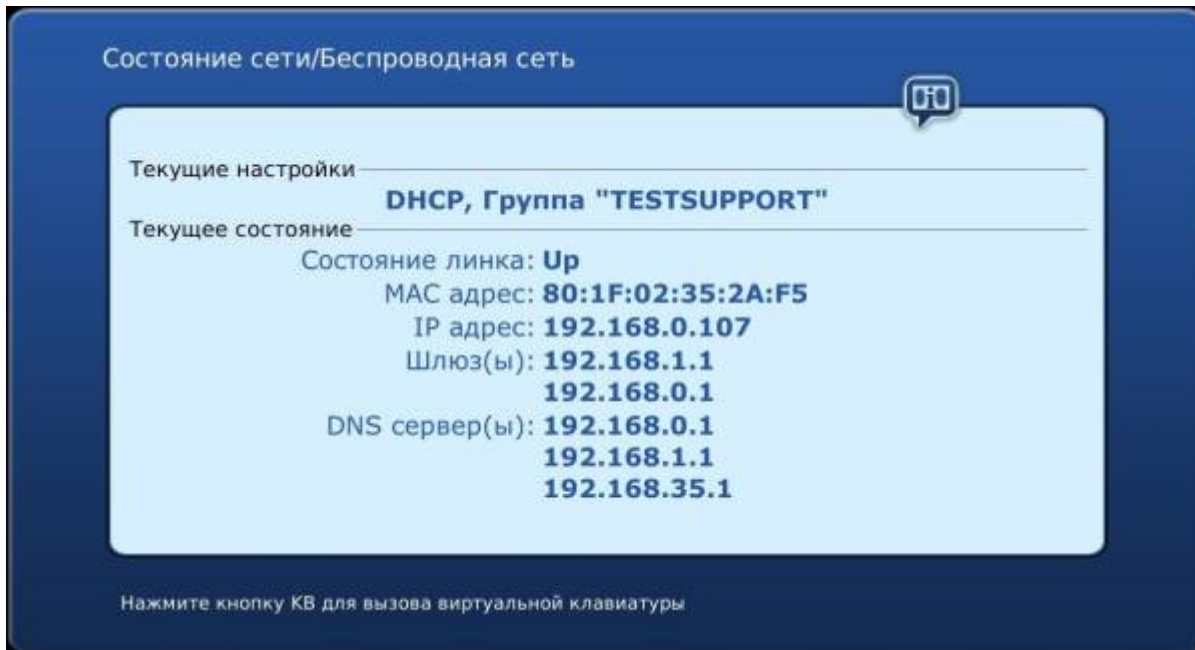 Состояние сети/Беспроводная сеть
Текущие настройки
DHCP, Группа "TESTSUPPORT"
Текущее состояние
Состояние линка: Up
MAC адрес: 80:1F:02:35:2A:F5
IP адрес: 192.168.0.107
Шлюз(ы): 192.168.1.1
192.168.0.1
DNS сервер(ы): 192.168.0.1
192.168.1.1
192.168.35.1
Нажмите кнопку КВ для вызова виртуальной клавиатуры